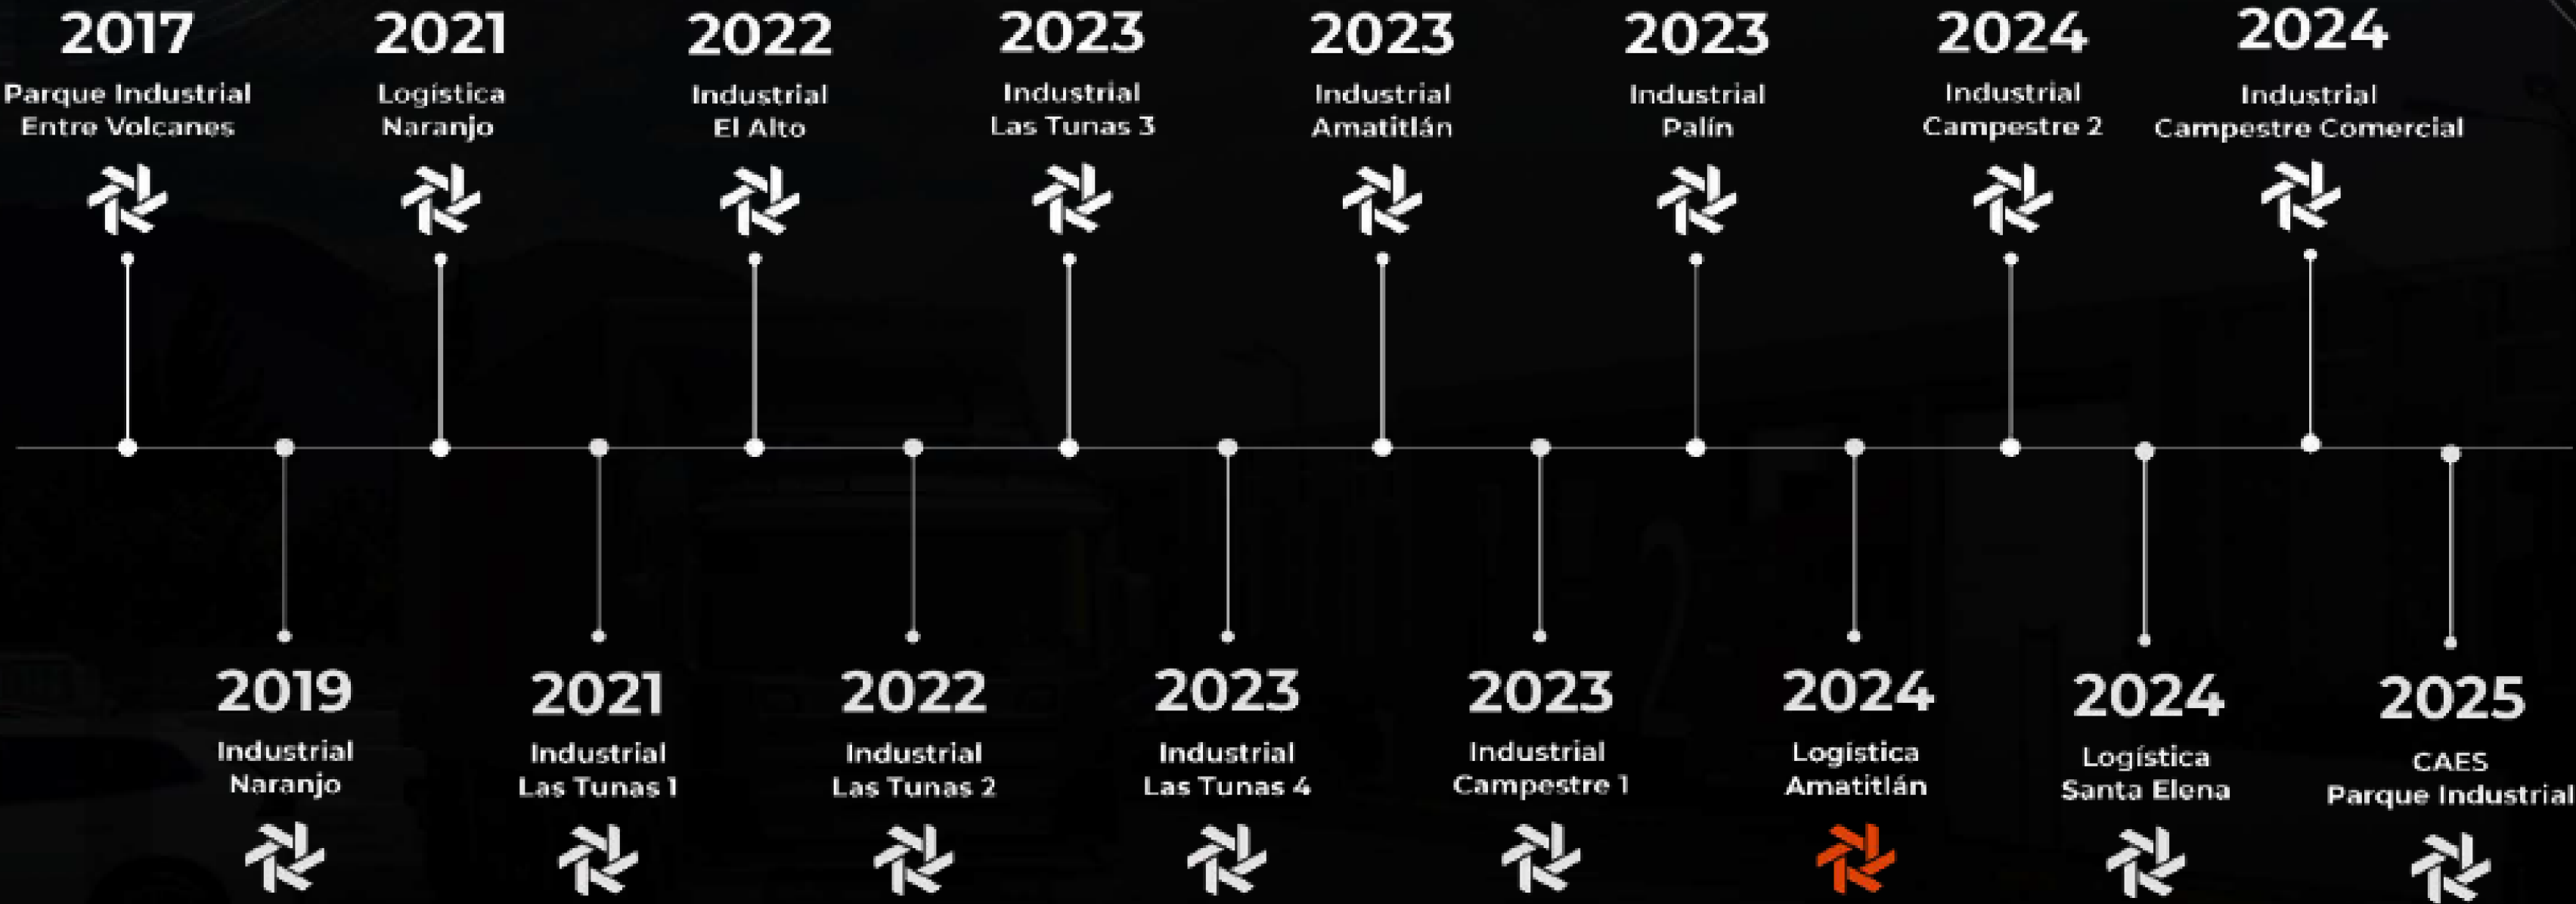 2017
Parque Industrial
Entre Volcanes
2019
Industrial
Naranjo
2021
Logística
Naranjo
2021
Industrial
Las Tunas 1
2022
Industrial
El Alto
2022
Industrial
Las Tunas 2
2023
Industrial
Las Tunas 3
2023
Industrial
Las Tunas 4
2023
Industrial
Amatitlán
2023
Industrial
Campestre 1
2023
Industrial
Palín
2024
Logística
Amatitlán
2024
Industrial
Campestre 2
2024
Logística
Santa Elena
2024
Industrial
Campestre Comercial
2025
CAES
Parque Industrial